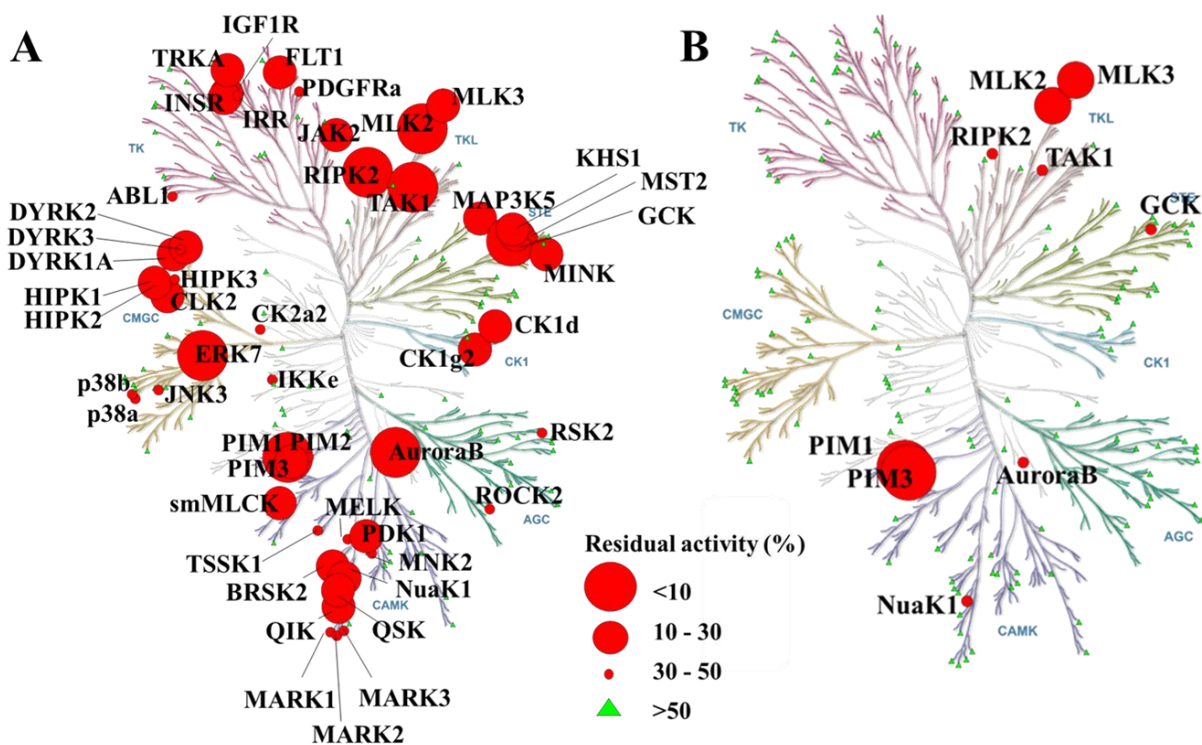 A
IGF1R
TRKA
FLT1
PDGFRa
INSR
IRR
JAK2
MLK2
MLK3
TK
TKL
RIPK2
TAK1
KHS1
MST2
GCK
ABL1
MAP3K5
STE
MINK
DYRK2
DYRK3
DYRK1A
HIPK3
HIPK1
CLK2
HIPK2
CMGC
CK2a2
CK1d
CK1g2
CK1
ERK7
p38b
JNK3
p38a
IKKe
PIM1 PIM2
PIM3
AuroraB
RSK2
smMLCK
ROCK2
AGC
MELK
PDK1
TSSK1
MNK2
BRSK2
NuaK1
CAMK
QIK
QSK
MARK1
MARK3
MARK2
B
MLK2
MLK3
TKL
TK
RIPK2
TAK1
STE
GCK
CMGC
CK1
PIM1
PIM3
AuroraB
AGC
NuaK1
CAMK
Residual activity (%)
<10
10 - 30
30 - 50
>50